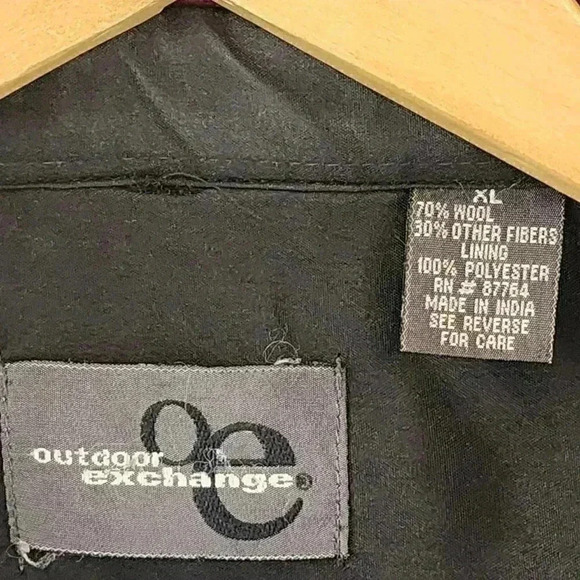 XL
70% WOOL
30% OTHER FIBERS
LINING
100% POLYESTER
RN # 87764
MADE IN INDIA
SEE REVERSE
FOR CARE
oe
outdoor
exchange